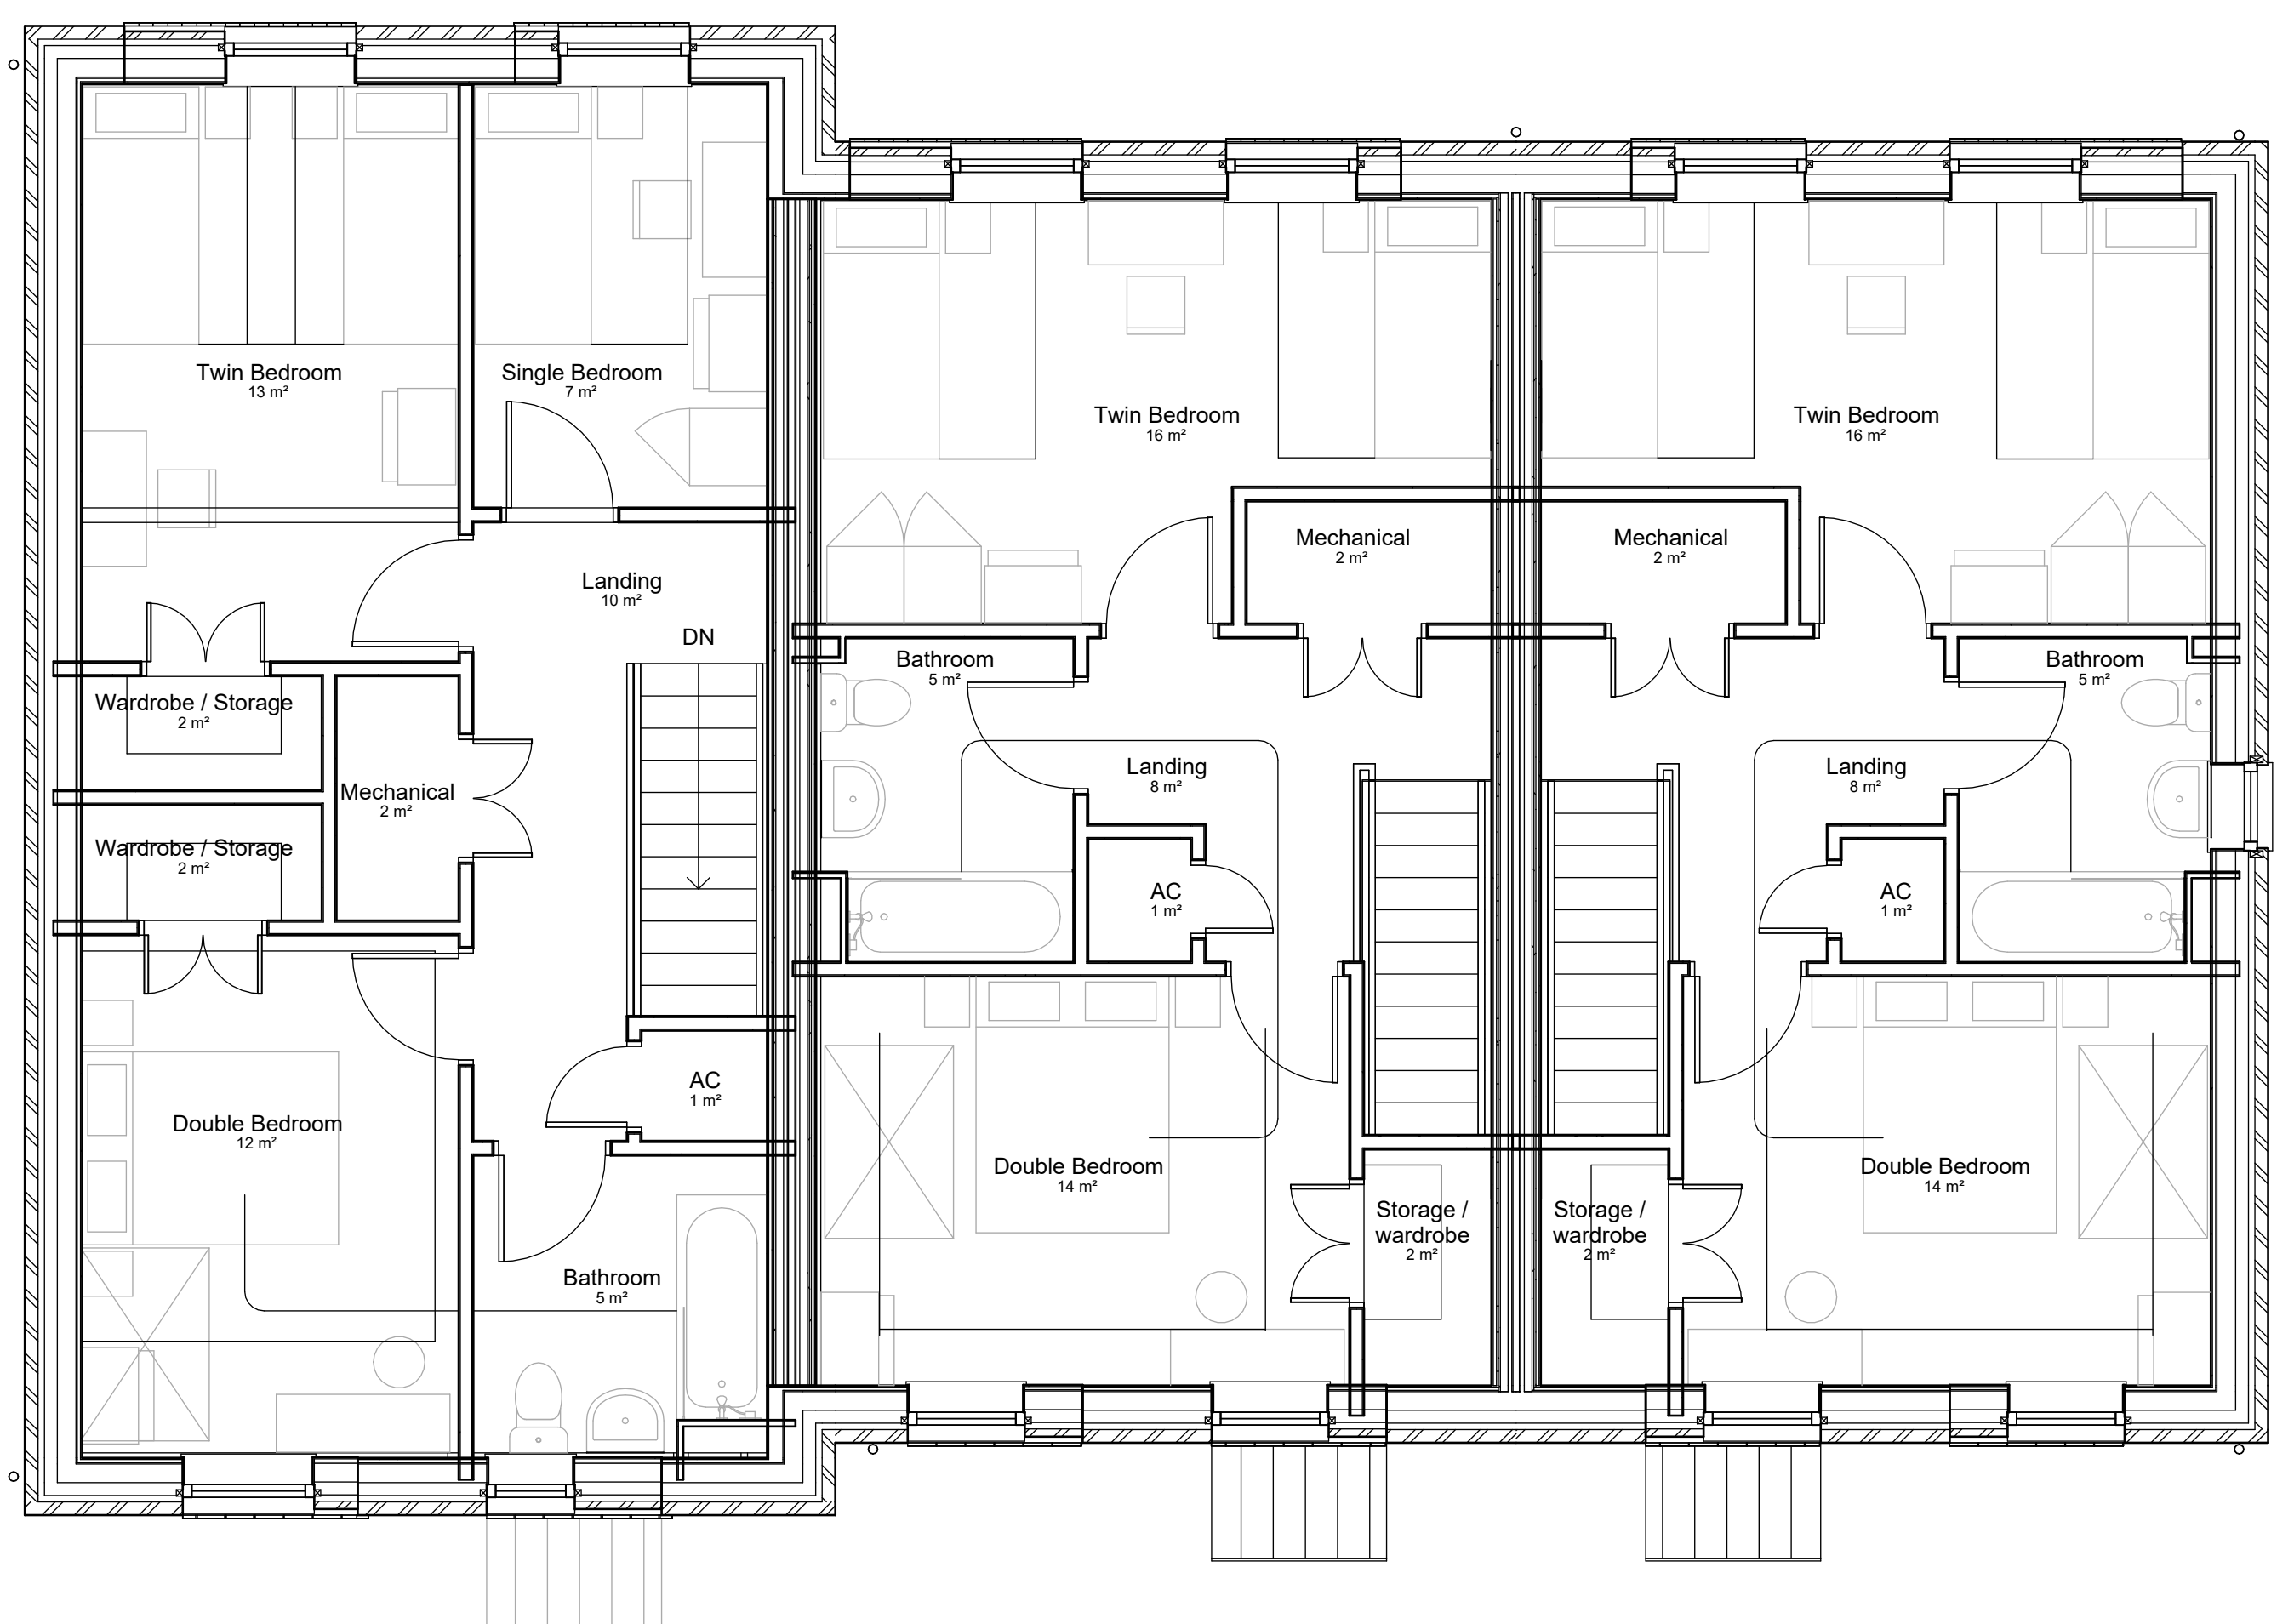 Twin Bedroom
13 m²
Single Bedroom
7 m²
Twin Bedroom
16 m²
Twin Bedroom
16 m²
Mechanical
2 m²
Mechanical
2 m²
Landing
10 m²
DN
Bathroom
5 m²
Bathroom
5 m²
Wardrobe / Storage
2 m²
Mechanical
2 m²
Landing
8 m²
Landing
8 m²
Wardrobe / Storage
2 m²
AC
1 m²
AC
1 m²
AC
1 m²
Double Bedroom
12 m²
Double Bedroom
14 m²
Double Bedroom
14 m²
Storage /
wardrobe
2 m²
Storage /
wardrobe
2 m²
Bathroom
5 m²